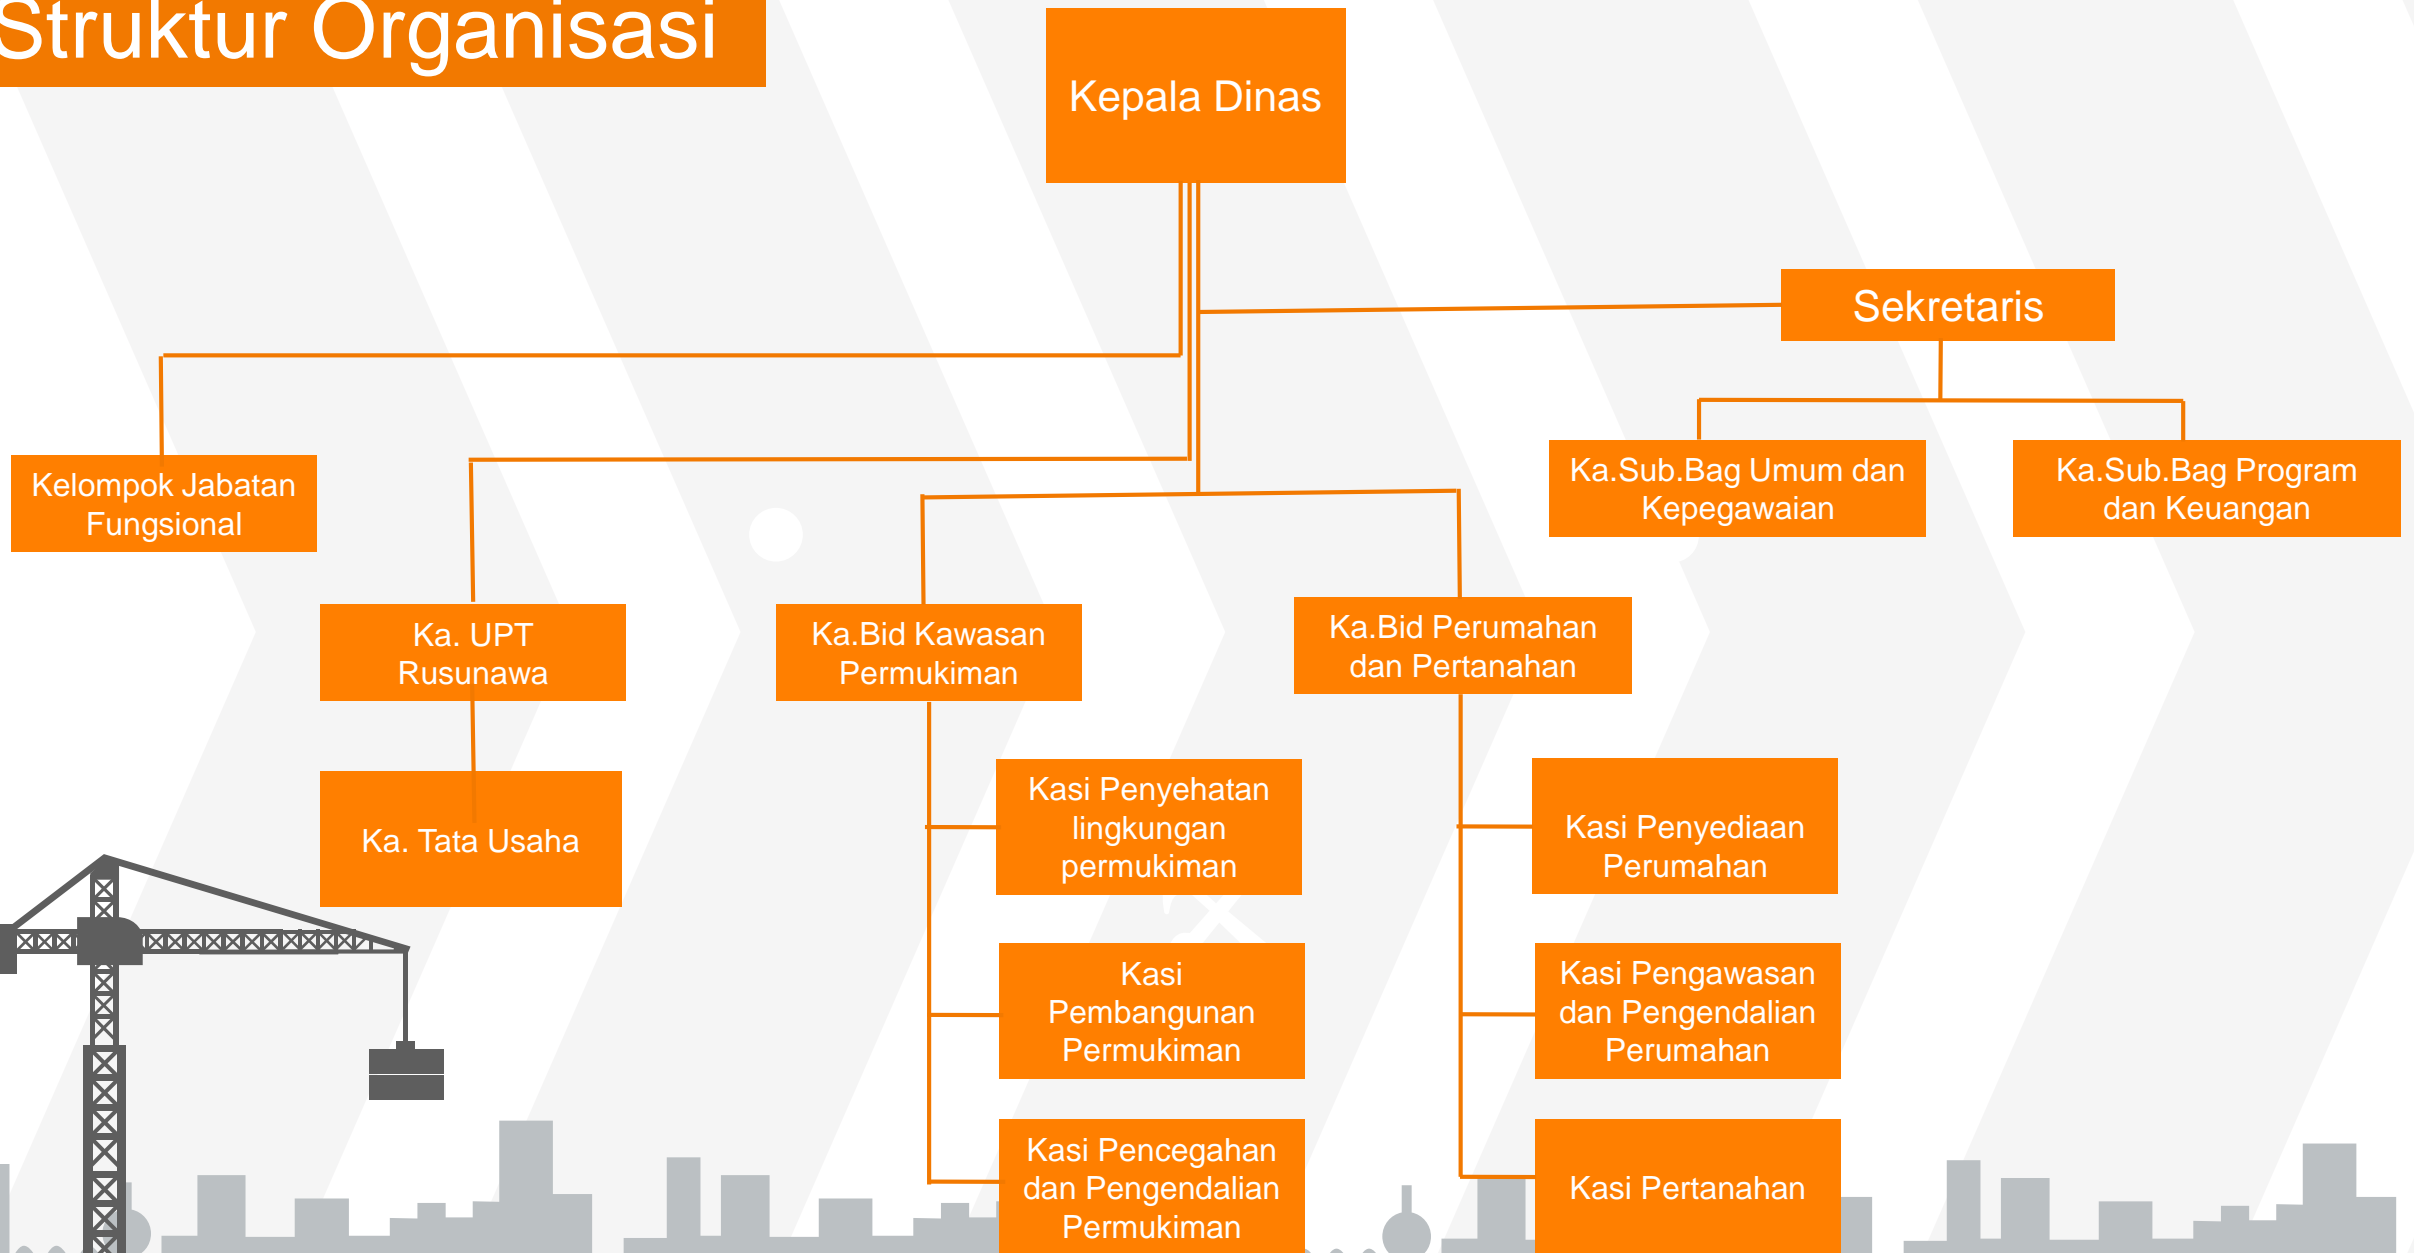 Struktur Organisasi
Kepala Dinas
Sekretaris
Kelompok Jabatan
Fungsional
Ka.Sub.Bag Umum dan
Kepegawaian
Ka.Sub.Bag Program
dan Keuangan
Ka. UPT
Rusunawa
Ka.Bid Kawasan
Permukiman
Ka.Bid Perumahan
dan Pertanahan
Ka. Tata Usaha
Kasi Penyehatan
lingkungan
permukiman
Kasi Penyediaan
Perumahan
Kasi
Pembangunan
Permukiman
Kasi Pengawasan
dan Pengendalian
Perumahan
Kasi Pencegahan
dan Pengendalian
Permukiman
Kasi Pertanahan